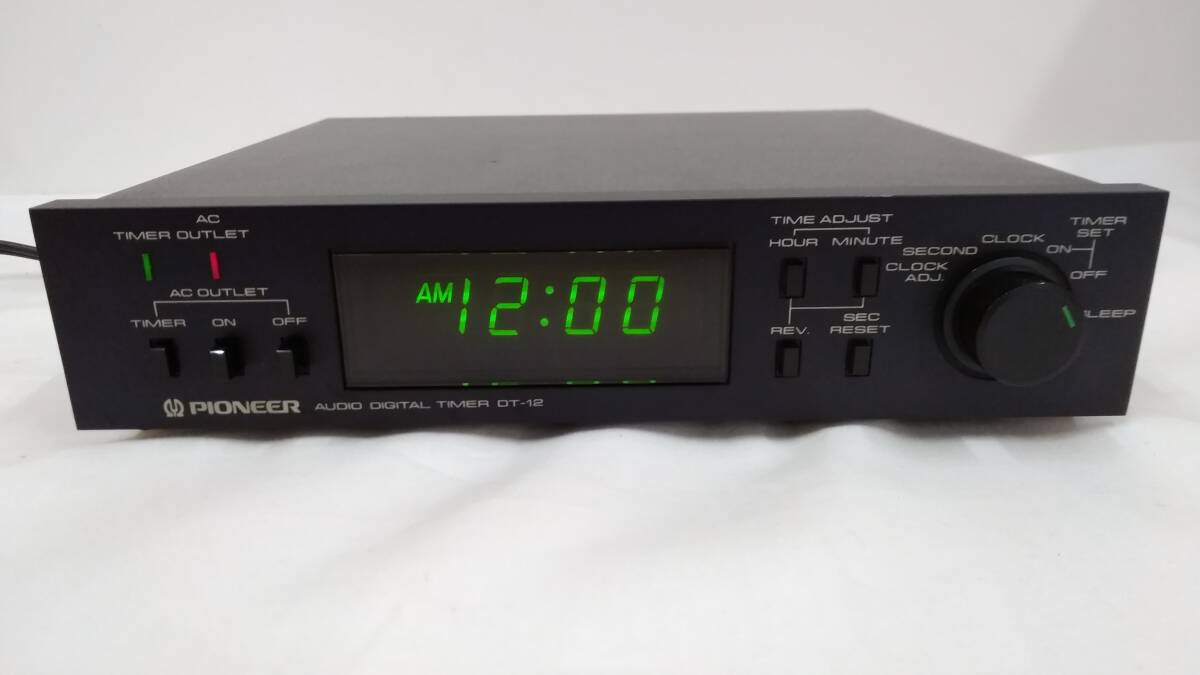 AC
TIMER OUTLET
AC OUTLET
TIMER ON OFF
PIONEER AUDIO DIGITAL TIMER DT-12
AM 12:00
TIME ADJUST
HOUR MINUTE
REV. SEC
RESET
CLOCK
ADJ.
SECOND
CLOCK
TIMER
SET
ON
OFF
SLEEP